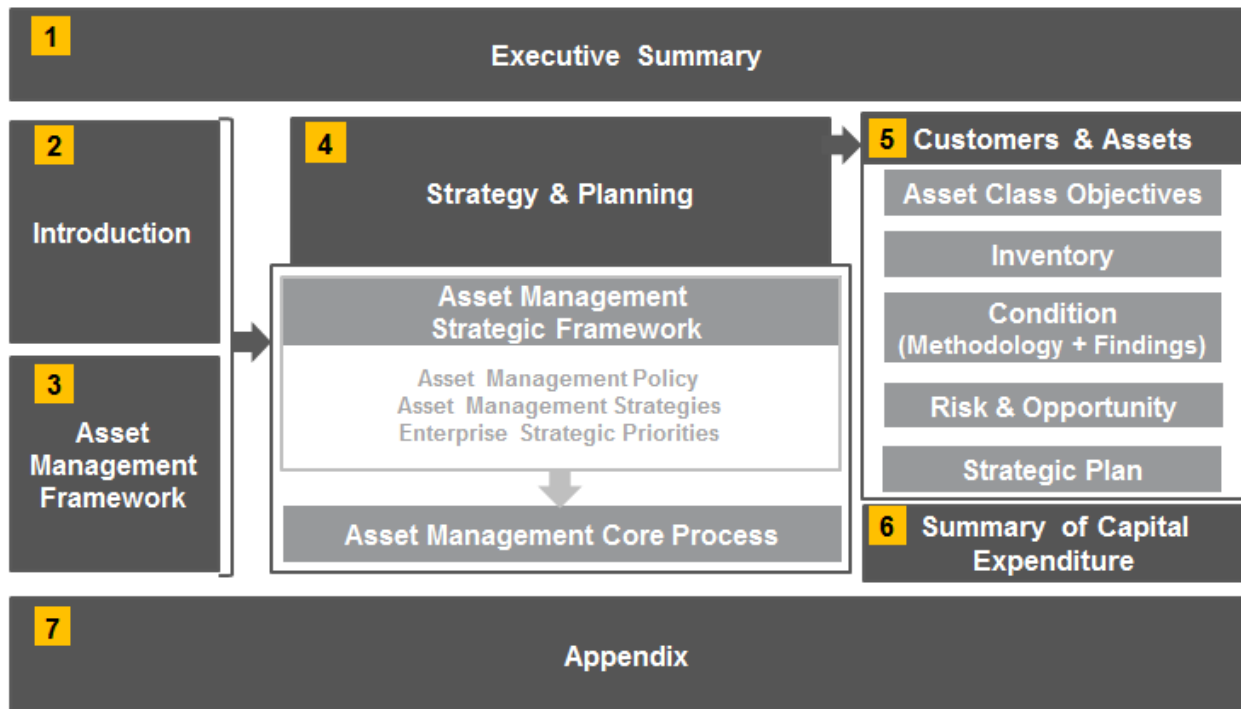 1
Executive Summary
2
Introduction
3
Asset
Management
Framework
4
Strategy & Planning
Asset Management
Strategic Framework
Asset Management Policy
Asset Management Strategies
Enterprise Strategic Priorities
Asset Management Core Process
5 Customers & Assets
Asset Class Objectives
Inventory
Condition
(Methodology + Findings)
Risk & Opportunity
Strategic Plan
6 Summary of Capital
Expenditure
7
Appendix